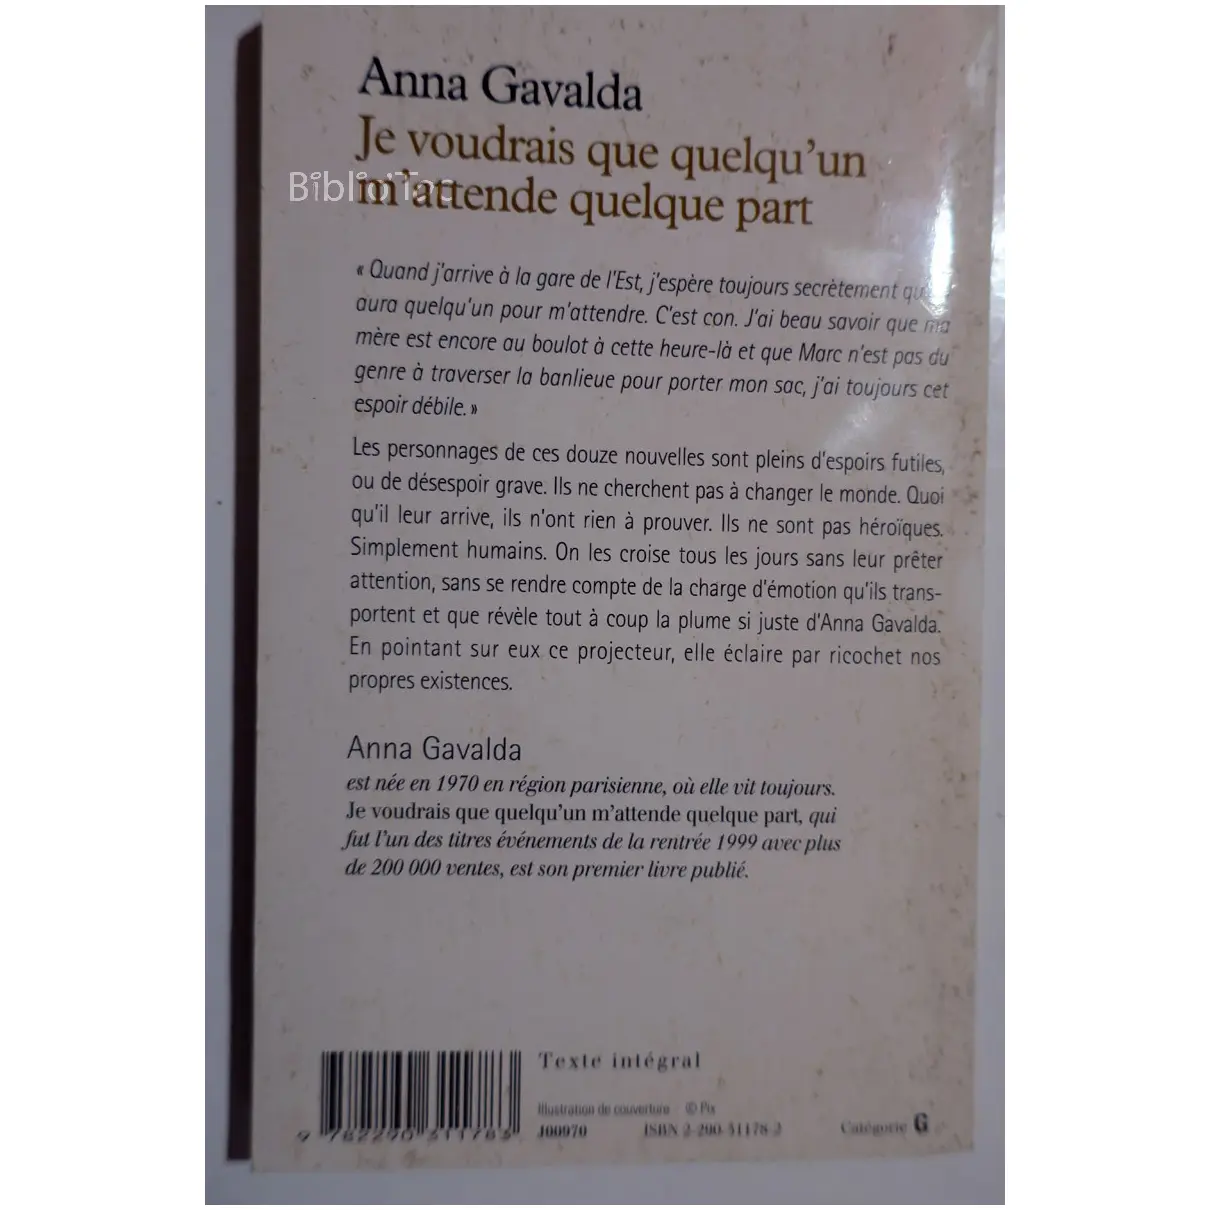 Anna Gavalda
Je voudrais que quelqu'un
m'attende quelque part
« Quand j'arrive à la gare de l'Est, j'espère toujours secrètement
aura quelqu'un pour m'attendre. C'est con. J'ai beau savoir que ma
mère est encore au boulot à cette heure-là et que Marc n'est pas du
genre à traverser la banlieue pour porter mon sac, j'ai toujours cet
espoir débile. »
Les personnages de ces douze nouvelles sont pleins d'espoirs futiles,
ou de désespoir grave. Ils ne cherchent pas à changer le monde. Quoi
qu'il leur arrive, ils n'ont rien à prouver. Ils ne sont pas héroïques.
Simplement humains. On les croise tous les jours sans leur prêter
attention, sans se rendre compte de la charge d'émotion qu'ils trans-
portent et que révèle tout à coup la plume si juste d'Anna Gavalda.
En pointant sur eux ce projecteur, elle éclaire par ricochet nos
propres existences.
Anna Gavalda
est née en 1970 en région parisienne, où elle vit toujours.
Je voudrais que quelqu'un m'attende quelque part, qui
fut l'un des titres événements de la rentrée 1999 avec plus
de 200 000 ventes, est son premier livre publié.
Texte intégral
Illustration de couverture © Pix
J00970 ISBN 2-290-31178-2 Catégorie G
9 782290 311783